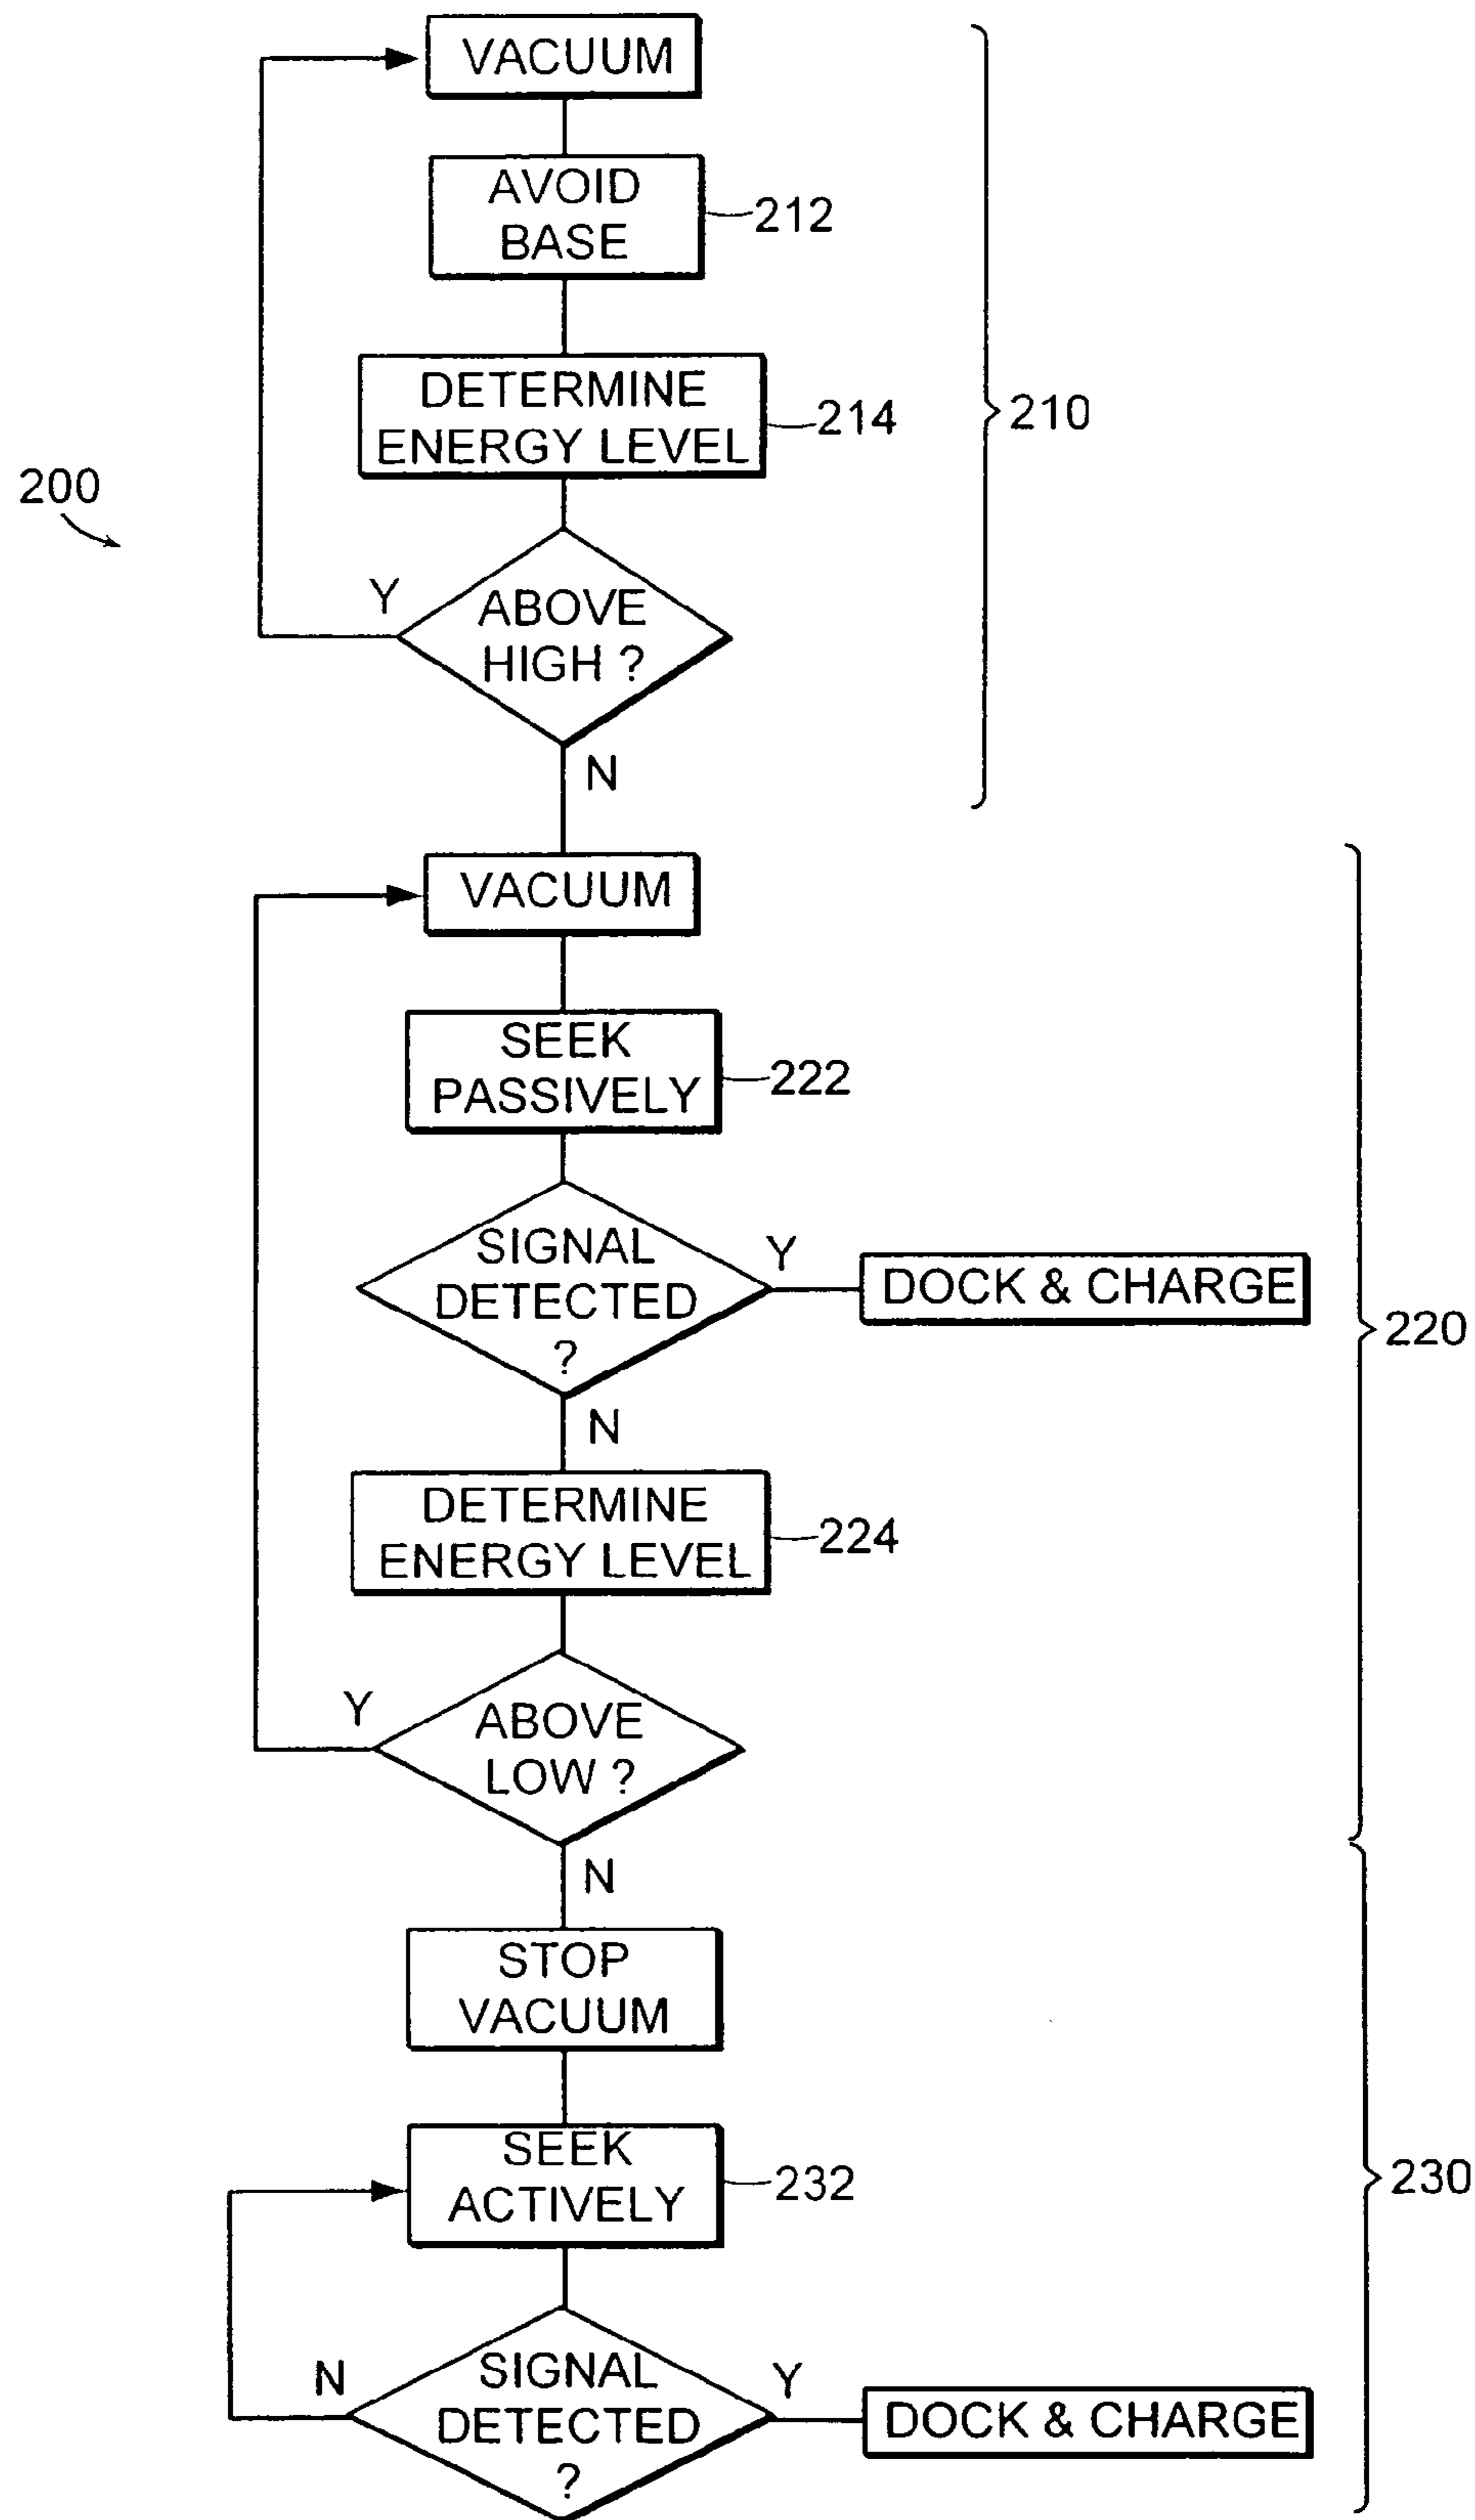 VACUUM
AVOID
BASE
212
DETERMINE
ENERGY LEVEL
214
210
200
Y
ABOVE
HIGH ?
N
VACUUM
SEEK
PASSIVELY
222
SIGNAL
DETECTED
?
Y
DOCK & CHARGE
220
N
DETERMINE
ENERGY LEVEL
224
Y
ABOVE
LOW ?
N
STOP
VACUUM
SEEK
ACTIVELY
232
230
N
SIGNAL
DETECTED
?
Y
DOCK & CHARGE